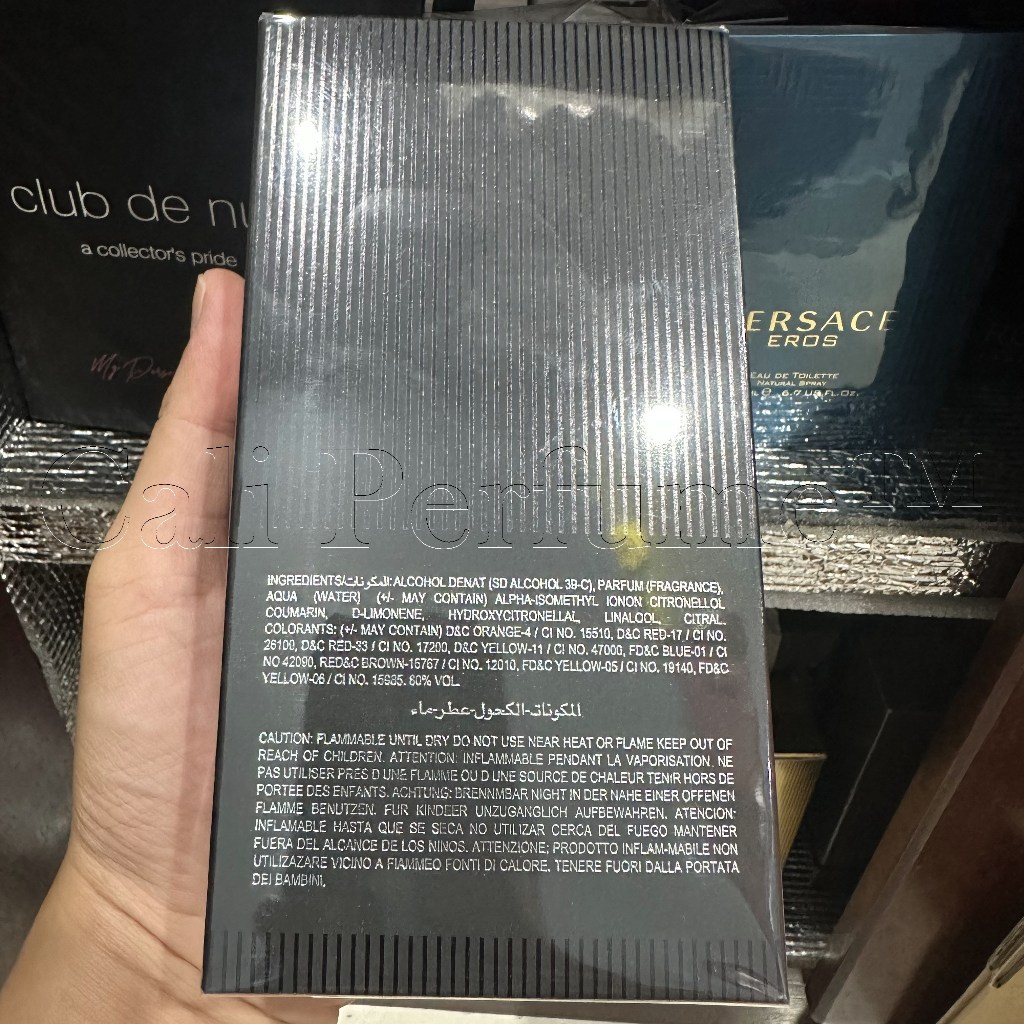 club de nu
a collector's pride
My
ERSACE
EROS
EAU DE TOILETTE
NATURAL SPRAY
6.7 US FL.OZ.
Cali Perfume TM
INGREDIENTS/المكونات: ALCOHOL DENAT (SD ALCOHOL 39-C), PARFUM (FRAGRANCE),
AQUA (WATER) (+/- MAY CONTAIN) ALPHA-ISOMETHYL IONON CITRONELLOL
COUMARIN, D-LIMONENE, HYDROXYCITRONELLAL, LINALOOL, CITRAL.
COLORANTS: (+/- MAY CONTAIN) D&C ORANGE-4 / CI NO. 15510, D&C RED-17 / CI NO.
26100, D&C RED-33 / CI NO. 17200, D&C YELLOW-11 / CI NO. 47000, FD&C BLUE-01 / CI
NO 42090, RED&C BROWN-16767 / CI NO. 12010, FD&C YELLOW-05 / CI NO. 19140, FD&C
YELLOW-06 / CI NO. 15985. 80% VOL.
المكونات-الكحول-عطر-ماء
CAUTION: FLAMMABLE UNTIL DRY DO NOT USE NEAR HEAT OR FLAME KEEP OUT OF
REACH OF CHILDREN. ATTENTION: INFLAMMABLE PENDANT LA VAPORISATION. NE
PAS UTILISER PRES D UNE FLAMME OU D UNE SOURCE DE CHALEUR TENIR HORS DE
PORTEE DES ENFANTS. ACHTUNG: BRENNMBAR NIGHT IN DER NAHE EINER OFFENEN
FLAMME BENUTZEN. FUR KINDEER UNZUGANGLICH AUFBEWAHREN. ATENCION:
INFLAMABLE HASTA QUE SE SECA NO UTILIZAR CERCA DEL FUEGO MANTENER
FUERA DEL ALCANCE DE LOS NINOS. ATTENZIONE; PRODOTTO INFLAM-MABILE NON
UTILIZAZARE VICINO A FIAMMEO FONTI DI CALORE. TENERE FUORI DALLA PORTATA
DEI BAMBINI.